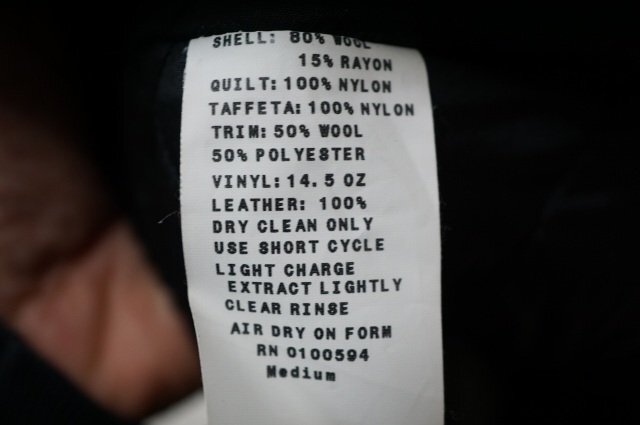 SHELL: 80% WOOL
15% RAYON
QUILT: 100% NYLON
TAFFETA: 100% NYLON
TRIM: 50% WOOL
50% POLYESTER
VINYL: 14.5 OZ
LEATHER: 100%
DRY CLEAN ONLY
USE SHORT CYCLE
LIGHT CHARGE
EXTRACT LIGHTLY
CLEAR RINSE
AIR DRY ON FORM
RN 0100594
Medium